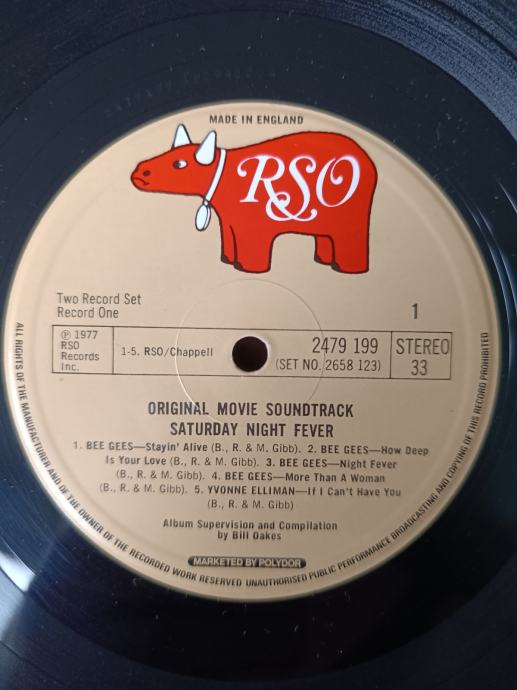 MADE IN ENGLAND
RSO
Two Record Set
Record One
1
℗ 1977
RSO
Records
Inc.
1-5. RSO/Chappell
2479 199
(SET NO. 2658 123)
STEREO
33
ORIGINAL MOVIE SOUNDTRACK
SATURDAY NIGHT FEVER
1. BEE GEES—Stayin' Alive (B., R. & M. Gibb). 2. BEE GEES—How Deep
Is Your Love (B., R. & M. Gibb). 3. BEE GEES—Night Fever
(B., R. & M. Gibb). 4. BEE GEES—More Than A Woman
(B., R. & M. Gibb). 5. YVONNE ELLIMAN—If I Can't Have You
(B., R. & M. Gibb)
Album Supervision and Compilation
by Bill Oakes
MARKETED BY POLYDOR
ALL RIGHTS OF THE MANUFACTURER AND OF THE OWNER OF THE RECORDED WORK RESERVED UNAUTHORISED PUBLIC PERFORMANCE BROADCASTING AND COPYING OF THIS RECORD PROHIBITED